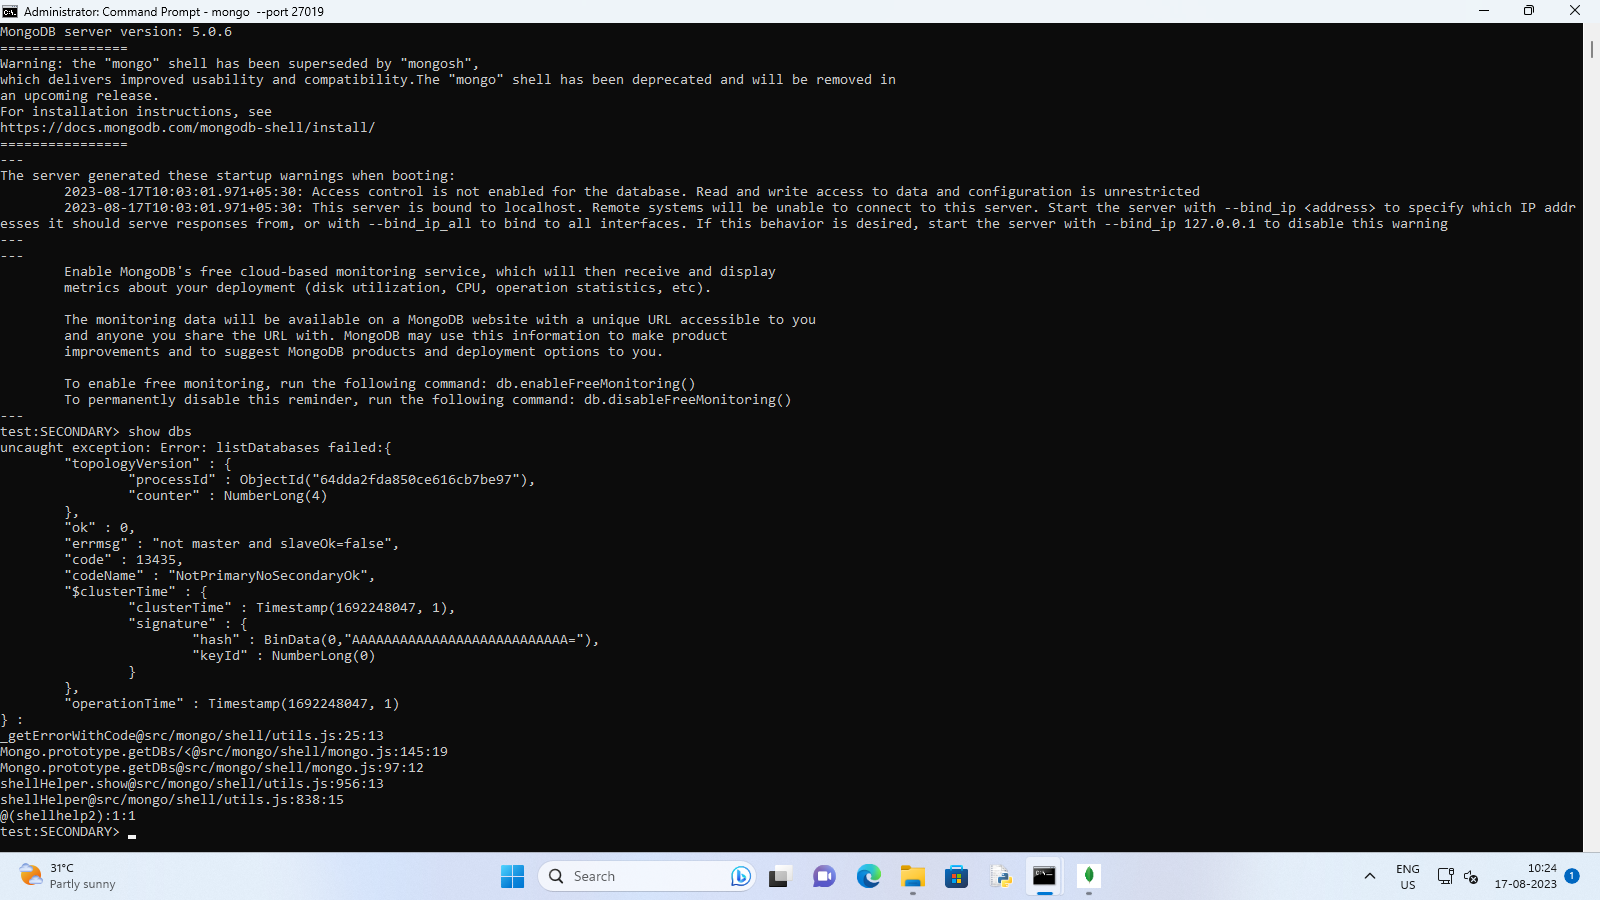 Administrator: Command Prompt - mongo  --port 27019
MongoDB server version: 5.0.6
================
Warning: the "mongo" shell has been superseded by "mongosh",
which delivers improved usability and compatibility.The "mongo" shell has been deprecated and will be removed in
an upcoming release.
For installation instructions, see
https://docs.mongodb.com/mongodb-shell/install/
================
---
The server generated these startup warnings when booting:
        2023-08-17T10:03:01.971+05:30: Access control is not enabled for the database. Read and write access to data and configuration is unrestricted
        2023-08-17T10:03:01.971+05:30: This server is bound to localhost. Remote systems will be unable to connect to this server. Start the server with --bind_ip <address> to specify which IP addr
esses it should serve responses from, or with --bind_ip_all to bind to all interfaces. If this behavior is desired, start the server with --bind_ip 127.0.0.1 to disable this warning
---
---
        Enable MongoDB's free cloud-based monitoring service, which will then receive and display
        metrics about your deployment (disk utilization, CPU, operation statistics, etc).

        The monitoring data will be available on a MongoDB website with a unique URL accessible to you
        and anyone you share the URL with. MongoDB may use this information to make product
        improvements and to suggest MongoDB products and deployment options to you.

        To enable free monitoring, run the following command: db.enableFreeMonitoring()
        To permanently disable this reminder, run the following command: db.disableFreeMonitoring()
---
test:SECONDARY> show dbs
uncaught exception: Error: listDatabases failed:{
        "topologyVersion" : {
                "processId" : ObjectId("64dda2fda850ce616cb7be97"),
                "counter" : NumberLong(4)
        },
        "ok" : 0,
        "errmsg" : "not master and slaveOk=false",
        "code" : 13435,
        "codeName" : "NotPrimaryNoSecondaryOk",
        "$clusterTime" : {
                "clusterTime" : Timestamp(1692248047, 1),
                "signature" : {
                        "hash" : BinData(0,"AAAAAAAAAAAAAAAAAAAAAAAAAAA="),
                        "keyId" : NumberLong(0)
                }
        },
        "operationTime" : Timestamp(1692248047, 1)
} :
_getErrorWithCode@src/mongo/shell/utils.js:25:13
Mongo.prototype.getDBs/<@src/mongo/shell/mongo.js:145:19
Mongo.prototype.getDBs@src/mongo/shell/mongo.js:97:12
shellHelper.show@src/mongo/shell/utils.js:956:13
shellHelper@src/mongo/shell/utils.js:838:15
@(shellhelp2):1:1
test:SECONDARY>
31°C
Partly sunny
Search
ENG
US
10:24
17-08-2023
1